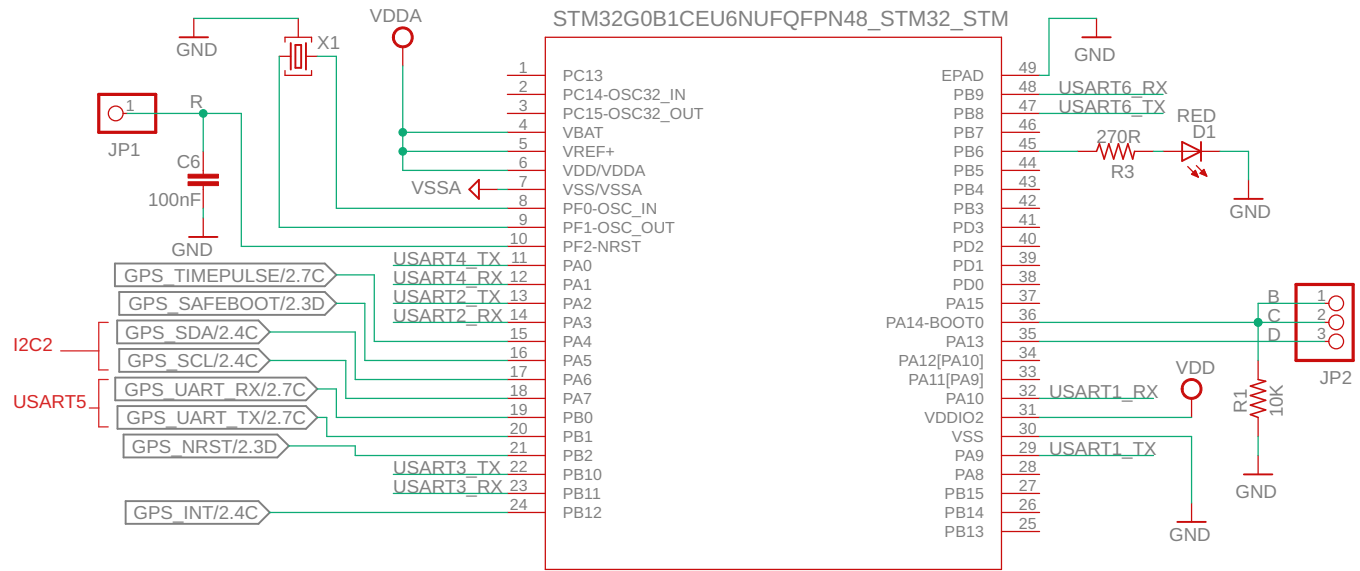 STM32G0B1CEU6NUFQFPN48_STM32_STM
VDDA
GND
X1
GND
1 PC13
2 PC14-OSC32_IN
3 PC15-OSC32_OUT
4 VBAT
5 VREF+
6 VDD/VDDA
7 VSS/VSSA
8 PF0-OSC_IN
9 PF1-OSC_OUT
10 PF2-NRST
11 PA0
12 PA1
13 PA2
14 PA3
15 PA4
16 PA5
17 PA6
18 PA7
19 PB0
20 PB1
21 PB2
22 PB10
23 PB11
24 PB12
EPAD 49
PB9 48
PB8 47
PB7 46
PB6 45
PB5 44
PB4 43
PB3 42
PD3 41
PD2 40
PD1 39
PD0 38
PA15 37
PA14-BOOT0 36
PA13 35
PA12[PA10] 34
PA11[PA9] 33
PA10 32
VDDIO2 31
VSS 30
PA9 29
PA8 28
PB15 27
PB14 26
PB13 25
1
R
JP1
C6
100nF
GND
VSSA
USART4_TX
USART4_RX
USART2_TX
USART2_RX
GPS_TIMEPULSE/2.7C
GPS_SAFEBOOT/2.3D
I2C2
GPS_SDA/2.4C
GPS_SCL/2.4C
USART5
GPS_UART_RX/2.7C
GPS_UART_TX/2.7C
GPS_NRST/2.3D
USART3_TX
USART3_RX
GPS_INT/2.4C
USART6_RX
USART6_TX
RED
D1
270R
R3
GND
B 1
C 2
D 3
JP2
VDD
R1
10K
GND
USART1_RX
USART1_TX
GND